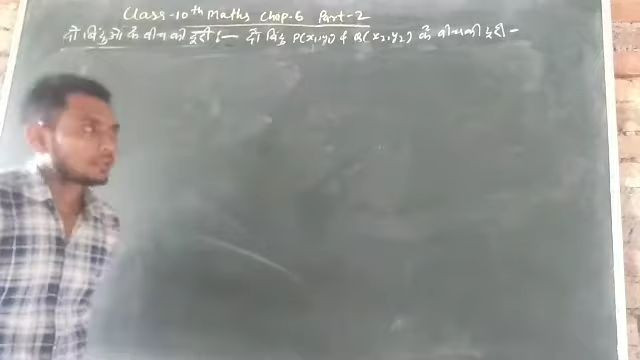 Class-10th Maths Chap.6 Part-2
दो बिंदुओं के बीच की दूरी :— दो बिंदु P(x₁,y₁) & Q(x₂,y₂) के बीच की दूरी -